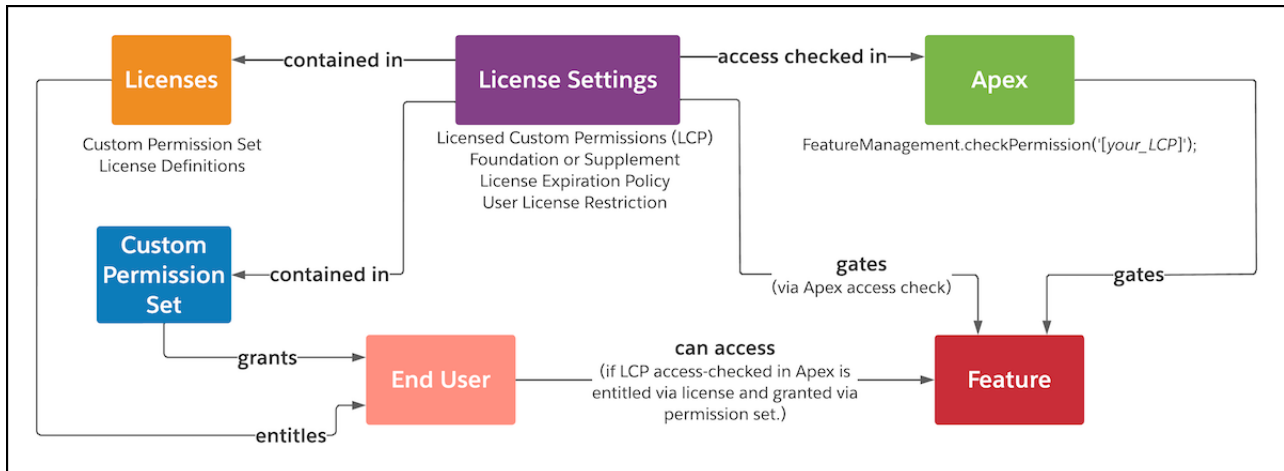 Licenses
contained in
License Settings
access checked in
Apex
Custom Permission Set
License Definitions
Licensed Custom Permissions (LCP)
Foundation or Supplement
License Expiration Policy
User License Restriction
FeatureManagement.checkPermission('[your_LCP]');
Custom
Permission
Set
contained in
gates
(via Apex access check)
gates
grants
End User
can access
(if LCP access-checked in Apex is
entitled via license and granted via
permission set.)
Feature
entitles